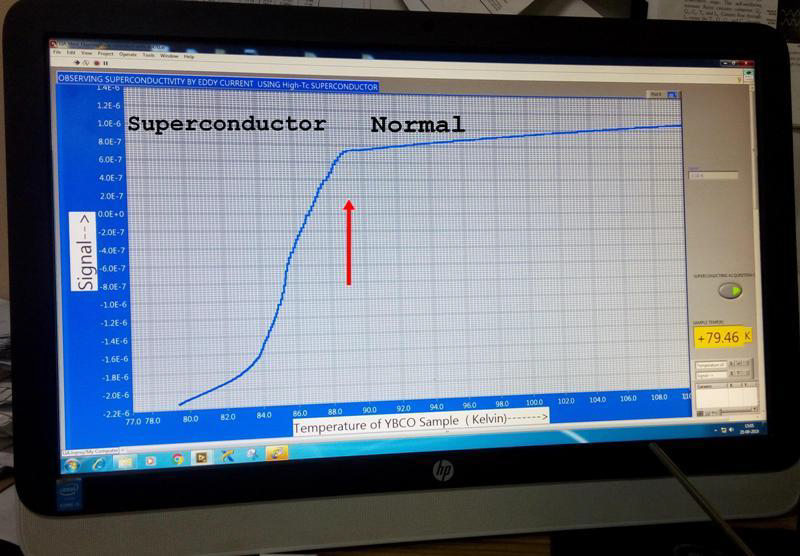 File Edit View Project Operate Tools Window Help
OBSERVING SUPERCONDUCTIVITY BY EDDY CURRENT USING High-Tc SUPERCONDUCTOR
1.4E-6
1.2E-6
1.0E-6
8.0E-7
6.0E-7
4.0E-7
2.0E-7
0.0E+0
-2.0E-7
-4.0E-7
-6.0E-7
-8.0E-7
-1.0E-6
-1.2E-6
-1.4E-6
-1.6E-6
-1.8E-6
-2.0E-6
-2.2E-6
Signal-->
Superconductor Normal
77.0 78.0 80.0 82.0 84.0 86.0 88.0 90.0 92.0 94.0 96.0 98.0 100.0 102.0 104.0 106.0 108.0 110
Temperature of YBCO Sample ( Kelvin)------->
SUPERCONDUCTING ACQUISITION
SAMPLE TEMP(K)
+79.46 K
Temperature of
Signal
Cursors:
hp
intel